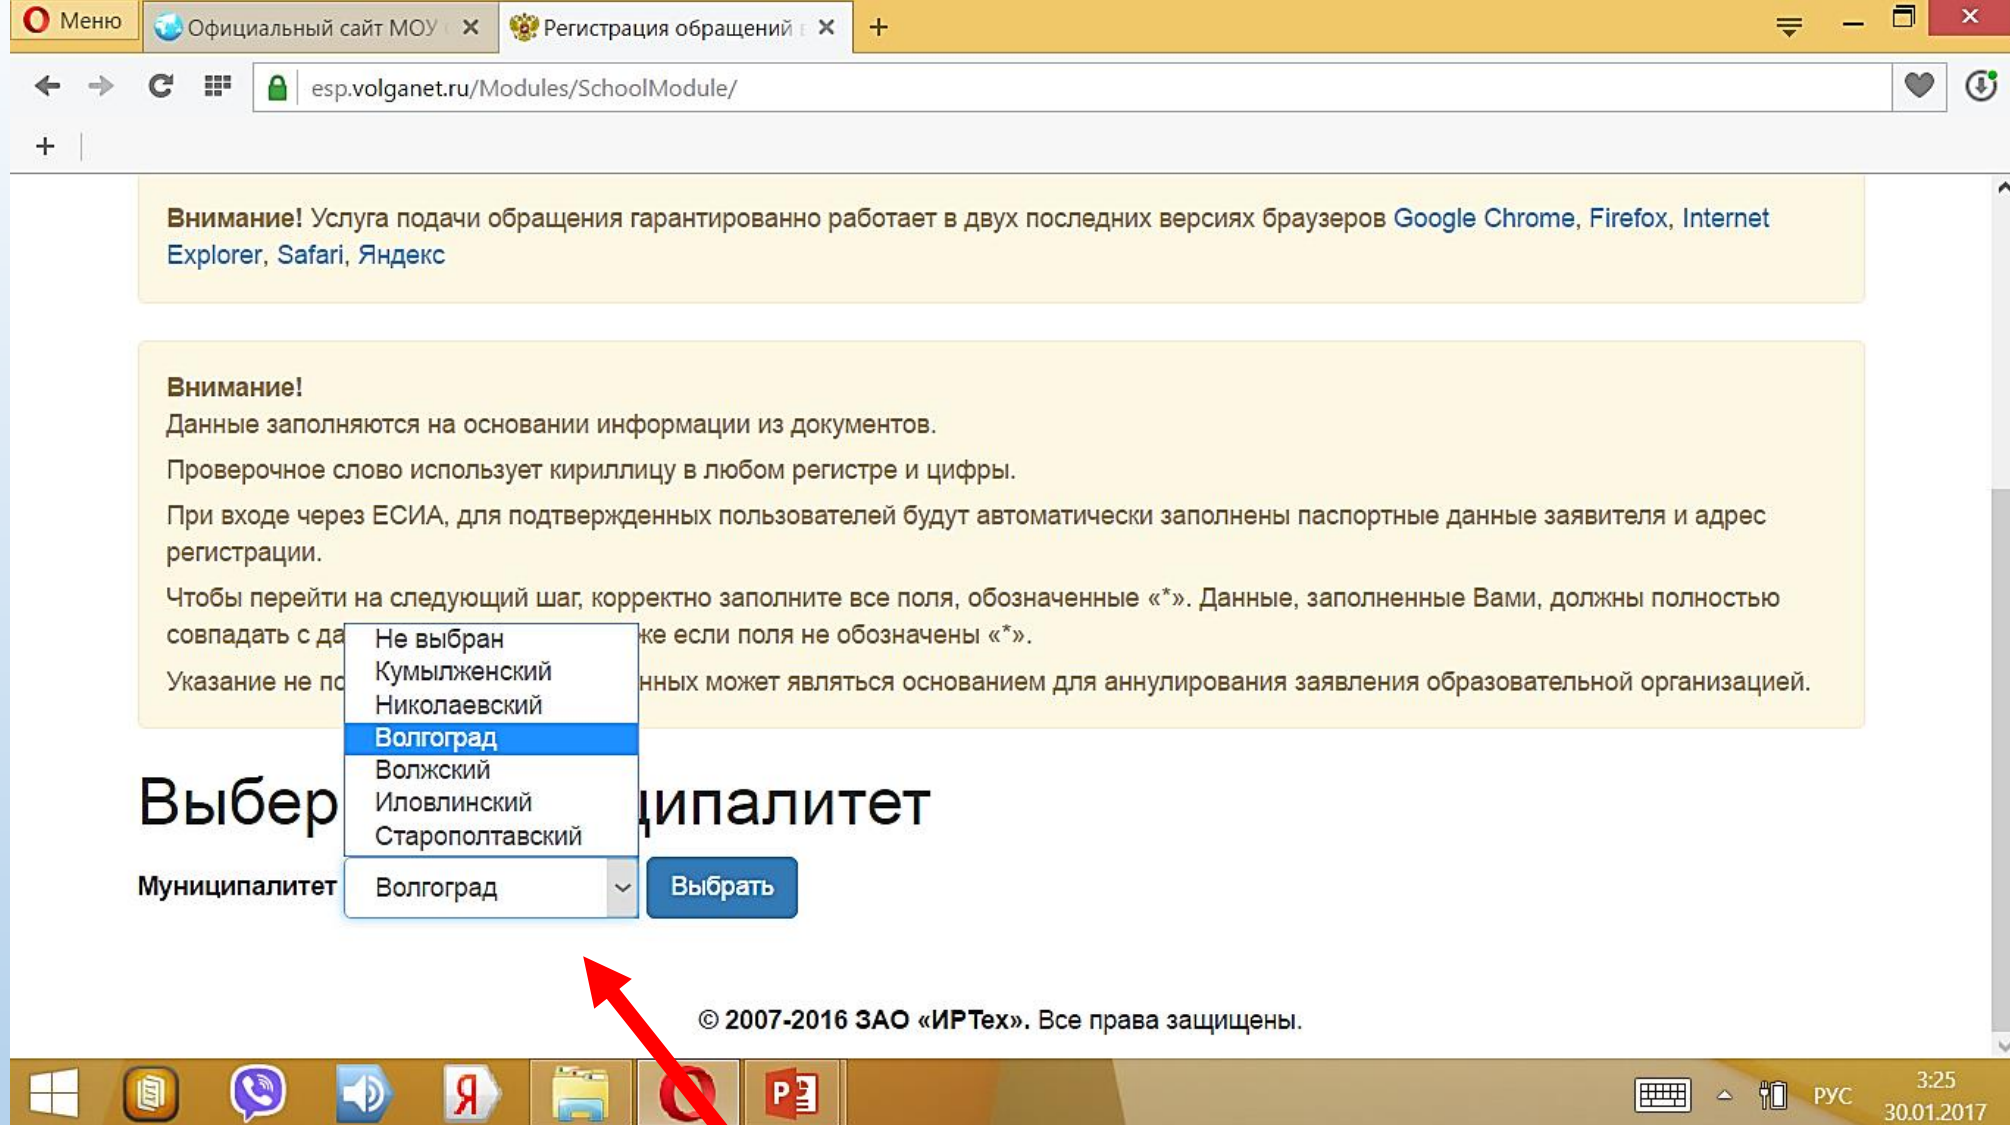 Меню
Официальный сайт МОУ
Регистрация обращений в
esp.volganet.ru/Modules/SchoolModule/
Внимание! Услуга подачи обращения гарантированно работает в двух последних версиях браузеров Google Chrome, Firefox, Internet
Explorer, Safari, Яндекс
Внимание!
Данные заполняются на основании информации из документов.
Проверочное слово использует кириллицу в любом регистре и цифры.
При входе через ЕСИА, для подтвержденных пользователей будут автоматически заполнены паспортные данные заявителя и адрес
регистрации.
Чтобы перейти на следующий шаг, корректно заполните все поля, обозначенные «*». Данные, заполненные Вами, должны полностью
совпадать с да же если поля не обозначены «*».
Указание не по нных может являться основанием для аннулирования заявления образовательной организацией.
Не выбран
Кумылженский
Николаевский
Волгоград
Волжский
Иловлинский
Старополтавский
Выбер ципалитет
Муниципалитет Волгоград Выбрать
© 2007-2016 ЗАО «ИРТех». Все права защищены.
РУС
3:25
30.01.2017